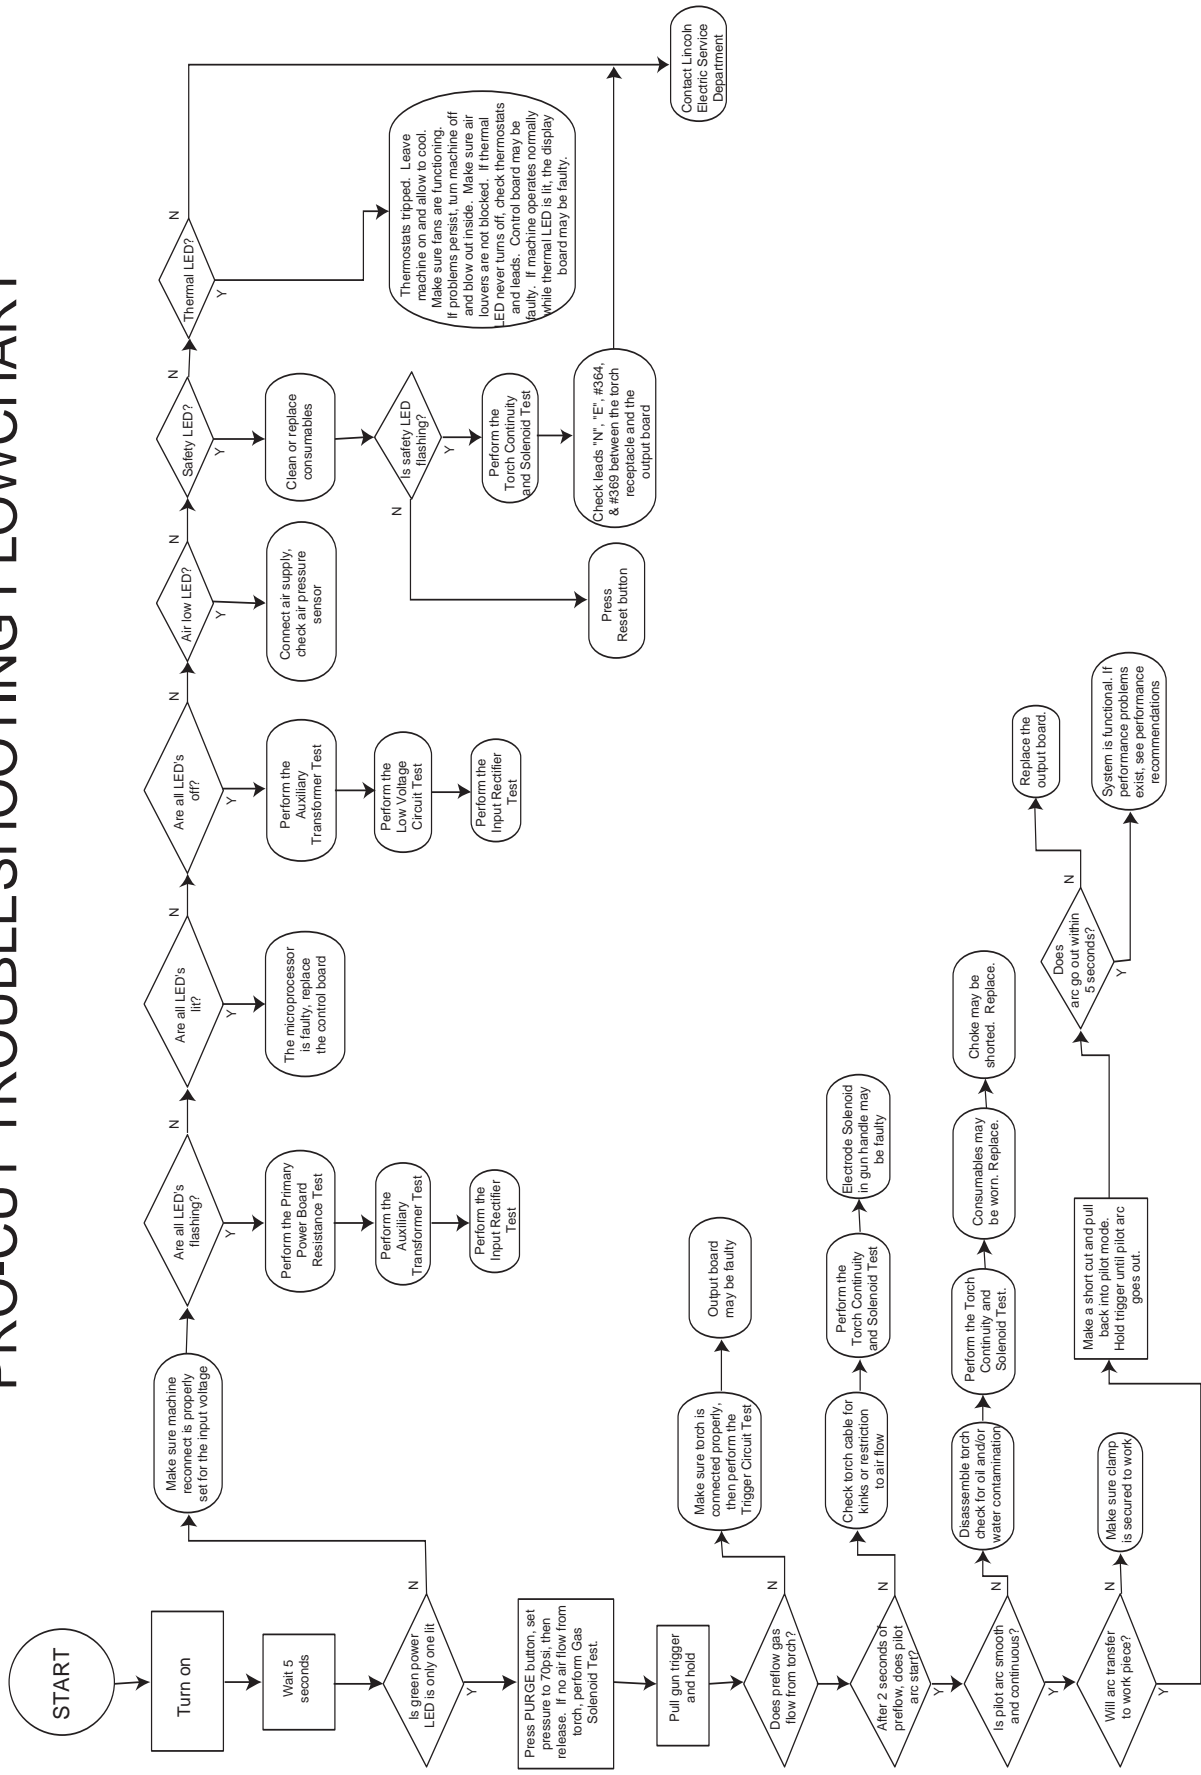 PRO-CUT TROUBLESHOOTING FLOWCHART
START
Turn on
Wait 5
seconds
Is green power
LED is only one lit
N
Y
Make sure machine
reconnect is properly
set for the input voltage
Are all LED's
flashing?
N
Y
Perform the Primary
Power Board
Resistance Test
Perform the
Auxiliary
Transformer Test
Perform the
Input Rectifier
Test
Are all LED's
lit?
N
Y
The microprocessor
is faulty, replace
the control board
Are all LED's
off?
N
Y
Perform the
Auxiliary
Transformer Test
Perform the
Low Voltage
Circuit Test
Perform the
Input Rectifier
Test
Air low LED?
N
Y
Connect air supply,
check air pressure
sensor
Safety LED?
N
Y
Clean or replace
consumables
Is safety LED
flashing?
N
Y
Press
Reset button
Perform the
Torch Continuity
and Solenoid Test
Check leads "N", "E", #364,
& #369 between the torch
receptacle and the
output board
Thermal LED?
N
Y
Thermostats tripped. Leave
machine on and allow to cool.
Make sure fans are functioning.
If problems persist, turn machine off
and blow out inside. Make sure air
louvers are not blocked. If thermal
LED never turns off, check thermostats
and leads. Control board may be
faulty. If machine operates normally
while thermal LED is lit, the display
board may be faulty.
Contact Lincoln
Electric Service
Department
Press PURGE button, set
pressure to 70psi, then
release. If no air flow from
torch, perform Gas
Solenoid Test.
Pull gun trigger
and hold
Does preflow gas
flow from torch?
N
Make sure torch is
connected properly,
then perform the
Trigger Circuit Test
Output board
may be faulty
After 2 seconds of
preflow, does pilot
arc start?
N
Y
Check torch cable for
kinks or restriction
to air flow
Perform the
Torch Continuity
and Solenoid Test
Electrode Solenoid
in gun handle may
be faulty
Is pilot arc smooth
and continuous?
N
Y
Disassemble torch
check for oil and/or
water contamination
Perform the Torch
Continuity and
Solenoid Test.
Consumables may
be worn. Replace.
Choke may be
shorted. Replace.
Will arc transfer
to work piece?
N
Y
Make sure clamp
is secured to work
Make a short cut and pull
back into pilot mode.
Hold trigger until pilot arc
goes out.
Does
arc go out within
5 seconds?
N
Y
Replace the
output board.
System is functional. If
performance problems
exist, see performance
recommendations